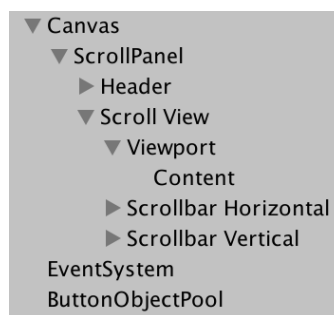 Canvas
ScrollPanel
Header
Scroll View
Viewport
Content
Scrollbar Horizontal
Scrollbar Vertical
EventSystem
ButtonObjectPool